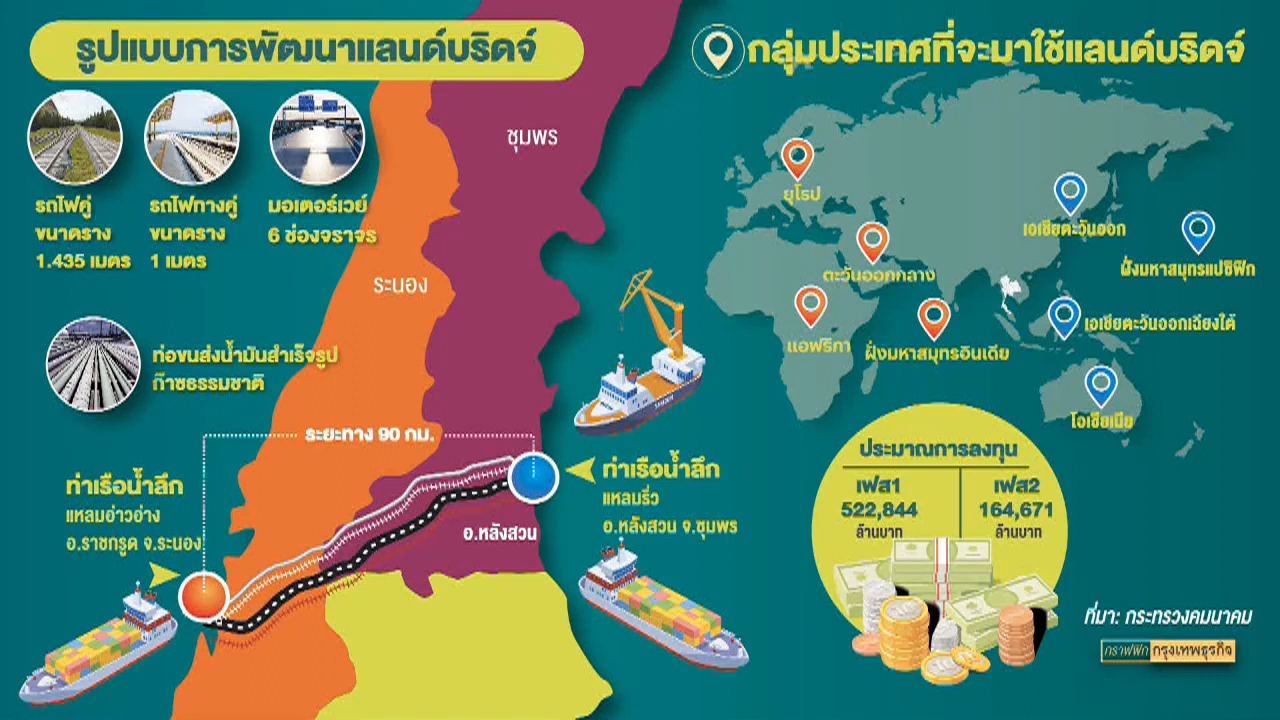 รูปแบบการพัฒนาแลนด์บริดจ์
รถไฟคู่
ขนาดราง
1.435 เมตร
รถไฟทางคู่
ขนาดราง
1 เมตร
มอเตอร์เวย์
6 ช่องจราจร
ท่อขนส่งน้ำมันสำเร็จรูป
ก๊าซธรรมชาติ
ชุมพร
ระนอง
ระยะทาง 90 กม.
ท่าเรือน้ำลึก
แหลมอ่าวอ่าง
อ.ราชกรูด จ.ระนอง
ท่าเรือน้ำลึก
แหลมริ่ว
อ.หลังสวน จ.ชุมพร
อ.หลังสวน
กลุ่มประเทศที่จะมาใช้แลนด์บริดจ์
ยุโรป
เอเชียตะวันออก
ฝั่งมหาสมุทรแปซิฟิก
ตะวันออกกลาง
เอเชียตะวันออกเฉียงใต้
แอฟริกา
ฝั่งมหาสมุทรอินเดีย
โอเชียเนีย
ประมาณการลงทุน
เฟส1
522,844
ล้านบาท
เฟส2
164,671
ล้านบาท
ที่มา: กระทรวงคมนาคม
กราฟฟิก กรุงเทพธุรกิจ